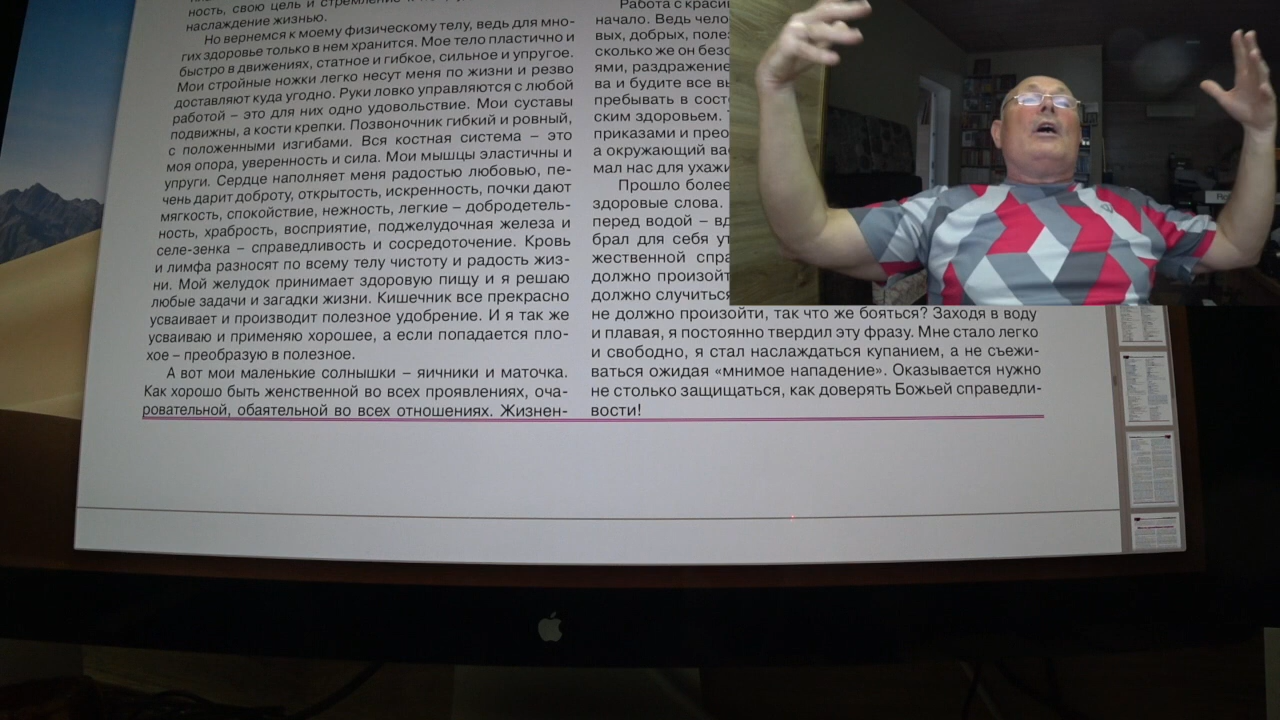 ность, свою цель и
наслаждение жизнью.
Но вернемся к моему физическому телу, ведь для мно-
гих здоровье только в нем хранится. Мое тело пластично и
быстро в движениях, статное и гибкое, сильное и упругое.
Мои стройные ножки легко несут меня по жизни и резво
доставляют куда угодно. Руки ловко управляются с любой
работой – это для них одно удовольствие. Мои суставы
подвижны, а кости крепки. Позвоночник гибкий и ровный,
с положенными изгибами. Вся костная система – это
моя опора, уверенность и сила. Мои мышцы эластичны и
упруги. Сердце наполняет меня радостью любовью, пе-
чень дарит доброту, открытость, искренность, почки дают
мягкость, спокойствие, нежность, легкие – добродетель-
ность, храбрость, восприятие, поджелудочная железа и
селе-зенка – справедливость и сосредоточение. Кровь
и лимфа разносят по всему телу чистоту и радость жиз-
ни. Мой желудок принимает здоровую пищу и я решаю
любые задачи и загадки жизни. Кишечник все прекрасно
усваивает и производит полезное удобрение. И я так же
усваиваю и применяю хорошее, а если попадается пло-
хое – преобразую в полезное.
А вот мои маленькие солнышки – яичники и маточка.
Как хорошо быть женственной во всех проявлениях, оча-
ровательной, обаятельной во всех отношениях. Жизнен-
Работа с краси
начало. Ведь чело
вых, добрых, поле
сколько же он безо
ями, раздражение
ва и будите все вы
пребывать в сост
ским здоровьем.
приказами и прео
а окружающий ва
мал нас для ухажи
Прошло более
здоровые слова.
перед водой – вд
брал для себя ут
жественной спра
должно произойт
должно случиться
не должно произойти, так что же бояться? Заходя в воду
и плавая, я постоянно твердил эту фразу. Мне стало легко
и свободно, я стал наслаждаться купанием, а не съежи-
ваться ожидая «мнимое нападение». Оказывается нужно
не столько защищаться, как доверять Божьей справедли-
вости!